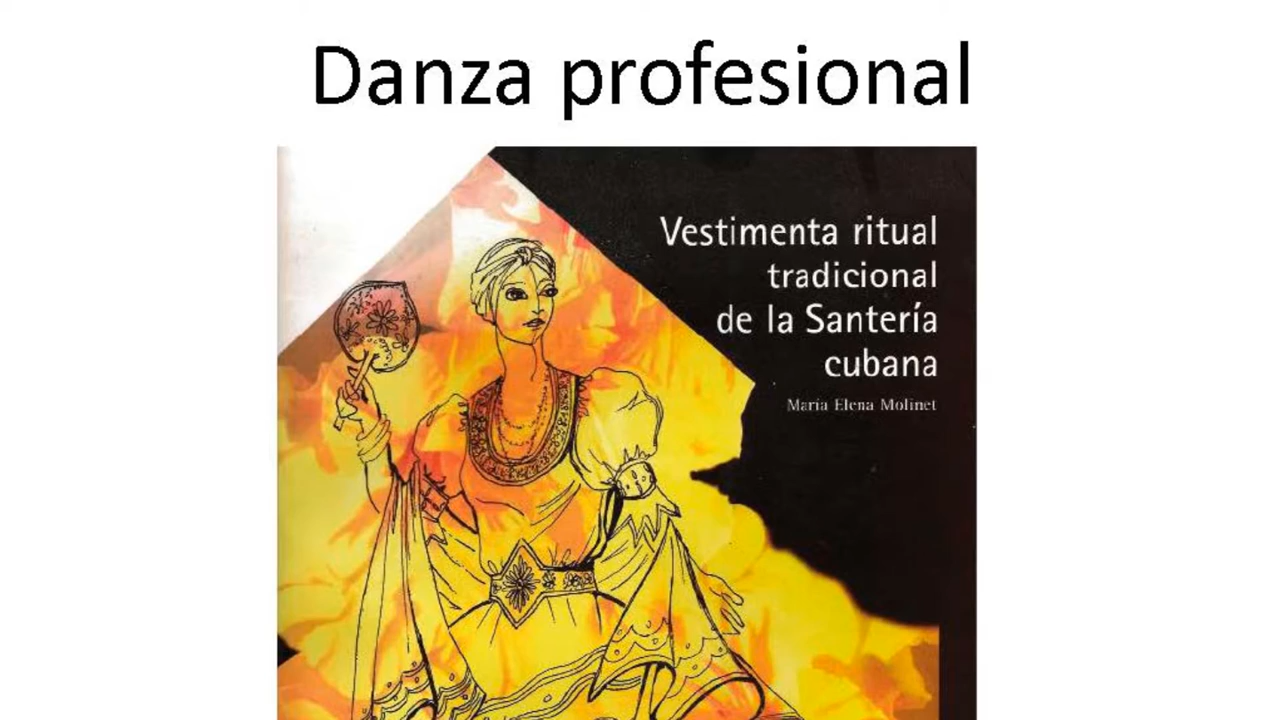 Danza profesional
Vestimenta ritual
tradicional
de la Santería
cubana
María Elena Molinet